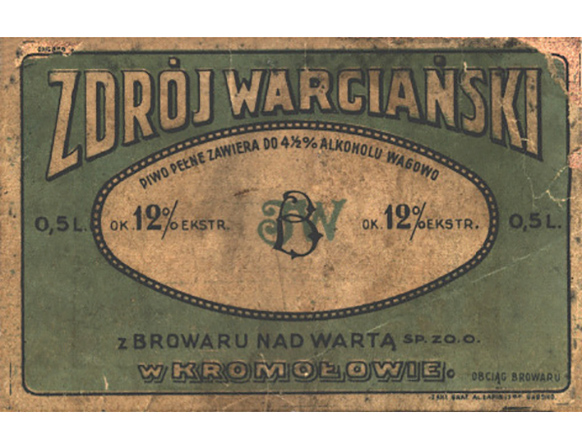 ZDRÓJ WARCIAŃSKI
PIWO PEŁNE ZAWIERA DO 4½% ALKOHOLU WAGOWO
0,5 L. OK. 12% EKSTR. B JW OK. 12% EKSTR. 0,5 L.
z BROWARU NAD WARTĄ SP. Z O. O.
w KROMOŁOWIE.
OBCIĄG BROWARU